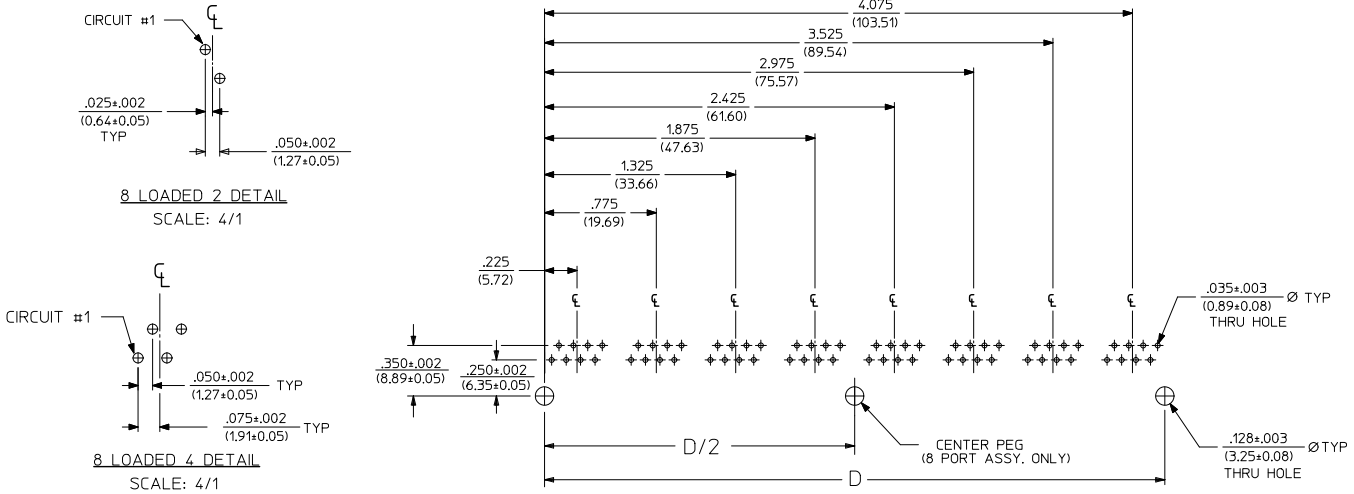 CIRCUIT #1
℄
.025±.002
(0.64±0.05)
TYP
.050±.002
(1.27±0.05)
8 LOADED 2 DETAIL
SCALE: 4/1
℄
CIRCUIT #1
.050±.002
(1.27±0.05)
TYP
.075±.002
(1.91±0.05)
TYP
8 LOADED 4 DETAIL
SCALE: 4/1
4.075
(103.51)
3.525
(89.54)
2.975
(75.57)
2.425
(61.60)
1.875
(47.63)
1.325
(33.66)
.775
(19.69)
.225
(5.72)
℄ ℄ ℄ ℄ ℄ ℄ ℄ ℄
.035±.003
(0.89±0.08)
Ø TYP
THRU HOLE
.350±.002
(8.89±0.05)
.250±.002
(6.35±0.05)
D/2
CENTER PEG
(8 PORT ASSY. ONLY)
D
.128±.003
(3.25±0.08)
Ø TYP
THRU HOLE